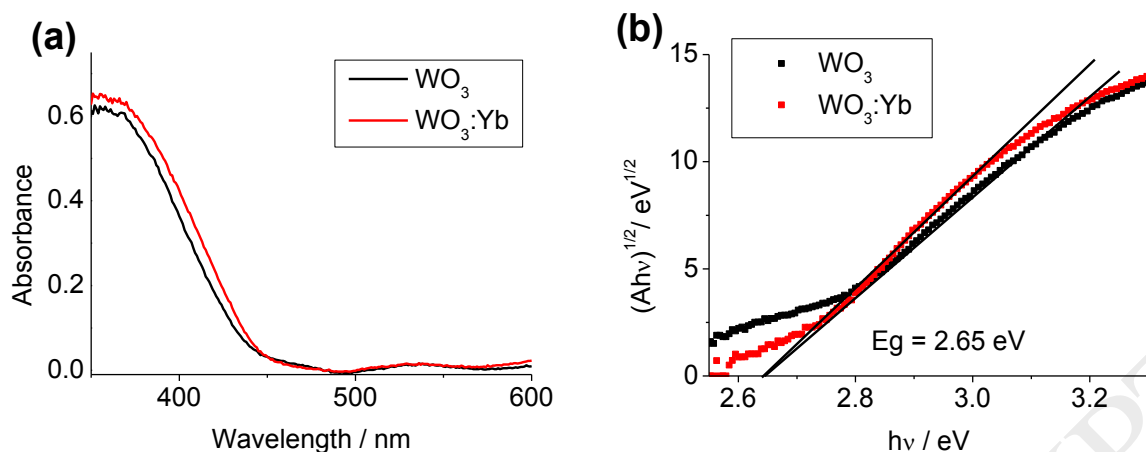 (a)
WO3
WO3:Yb
0.6
0.4
0.2
0.0
Absorbance
400
500
600
Wavelength / nm
(b)
WO3
WO3:Yb
15
10
5
0
(Ahν)1/2/ eV1/2
Eg = 2.65 eV
2.6
2.8
3.0
3.2
hν / eV